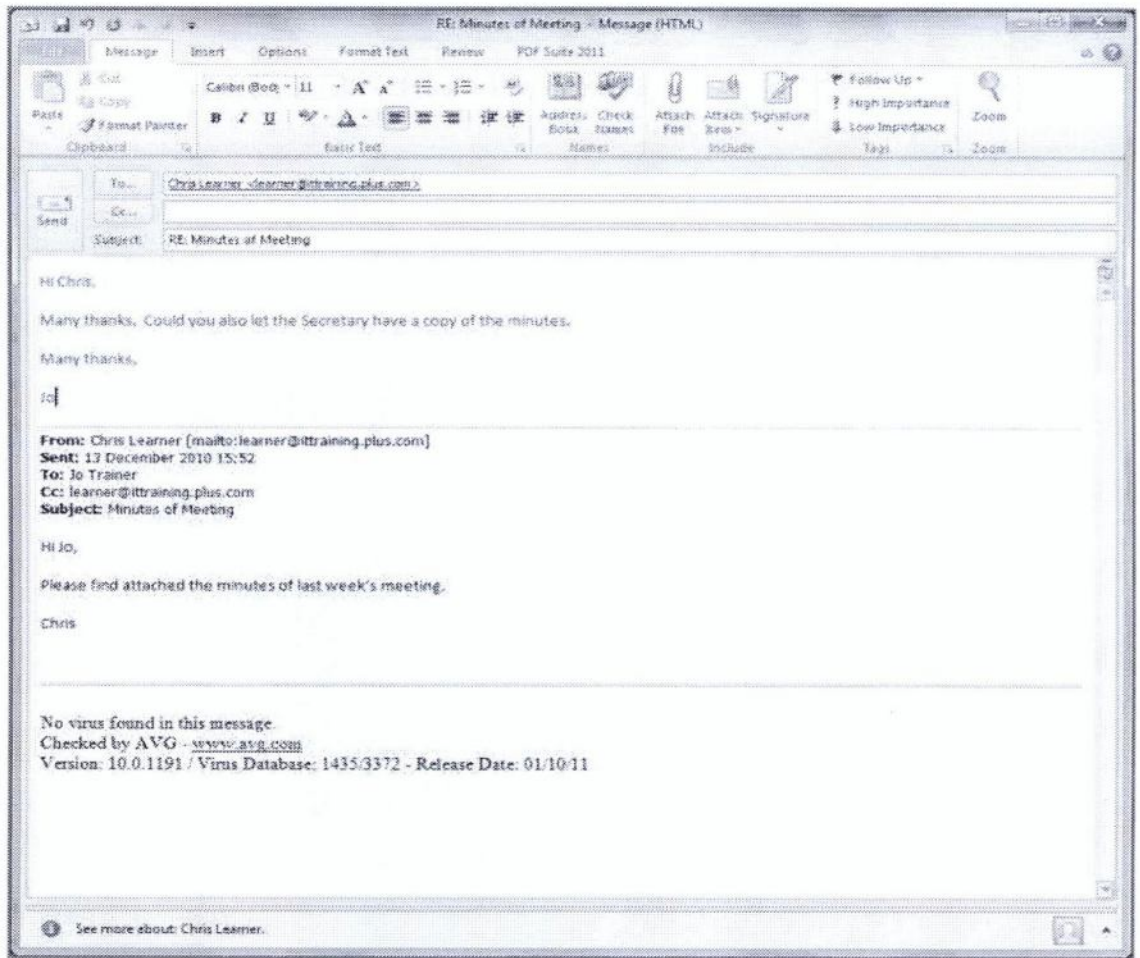 RE: Minutes of Meeting - Message (HTML)
File Message Insert Options Format Text Review PDF Suite 2011
Paste
Cut
Copy
Format Painter
Clipboard
Calibri (Body 11
B I U
Basic Text
Address Book
Check Names
Names
Attach File
Attach Item
Signature
Include
Follow Up
High Importance
Low Importance
Tags
Zoom
Zoom
Send
To... Chris Learner <learner@ittraining.plus.com>
Cc...
Subject: RE: Minutes of Meeting
Hi Chris,
Many thanks. Could you also let the Secretary have a copy of the minutes.
Many thanks,
Jo
From: Chris Learner [mailto:learner@ittraining.plus.com]
Sent: 13 December 2010 15:52
To: Jo Trainer
Cc: learner@ittraining.plus.com
Subject: Minutes of Meeting
Hi Jo,
Please find attached the minutes of last week's meeting.
Chris
No virus found in this message.
Checked by AVG - www.avg.com
Version: 10.0.1191 / Virus Database: 1435/3372 - Release Date: 01/10/11
See more about: Chris Learner.